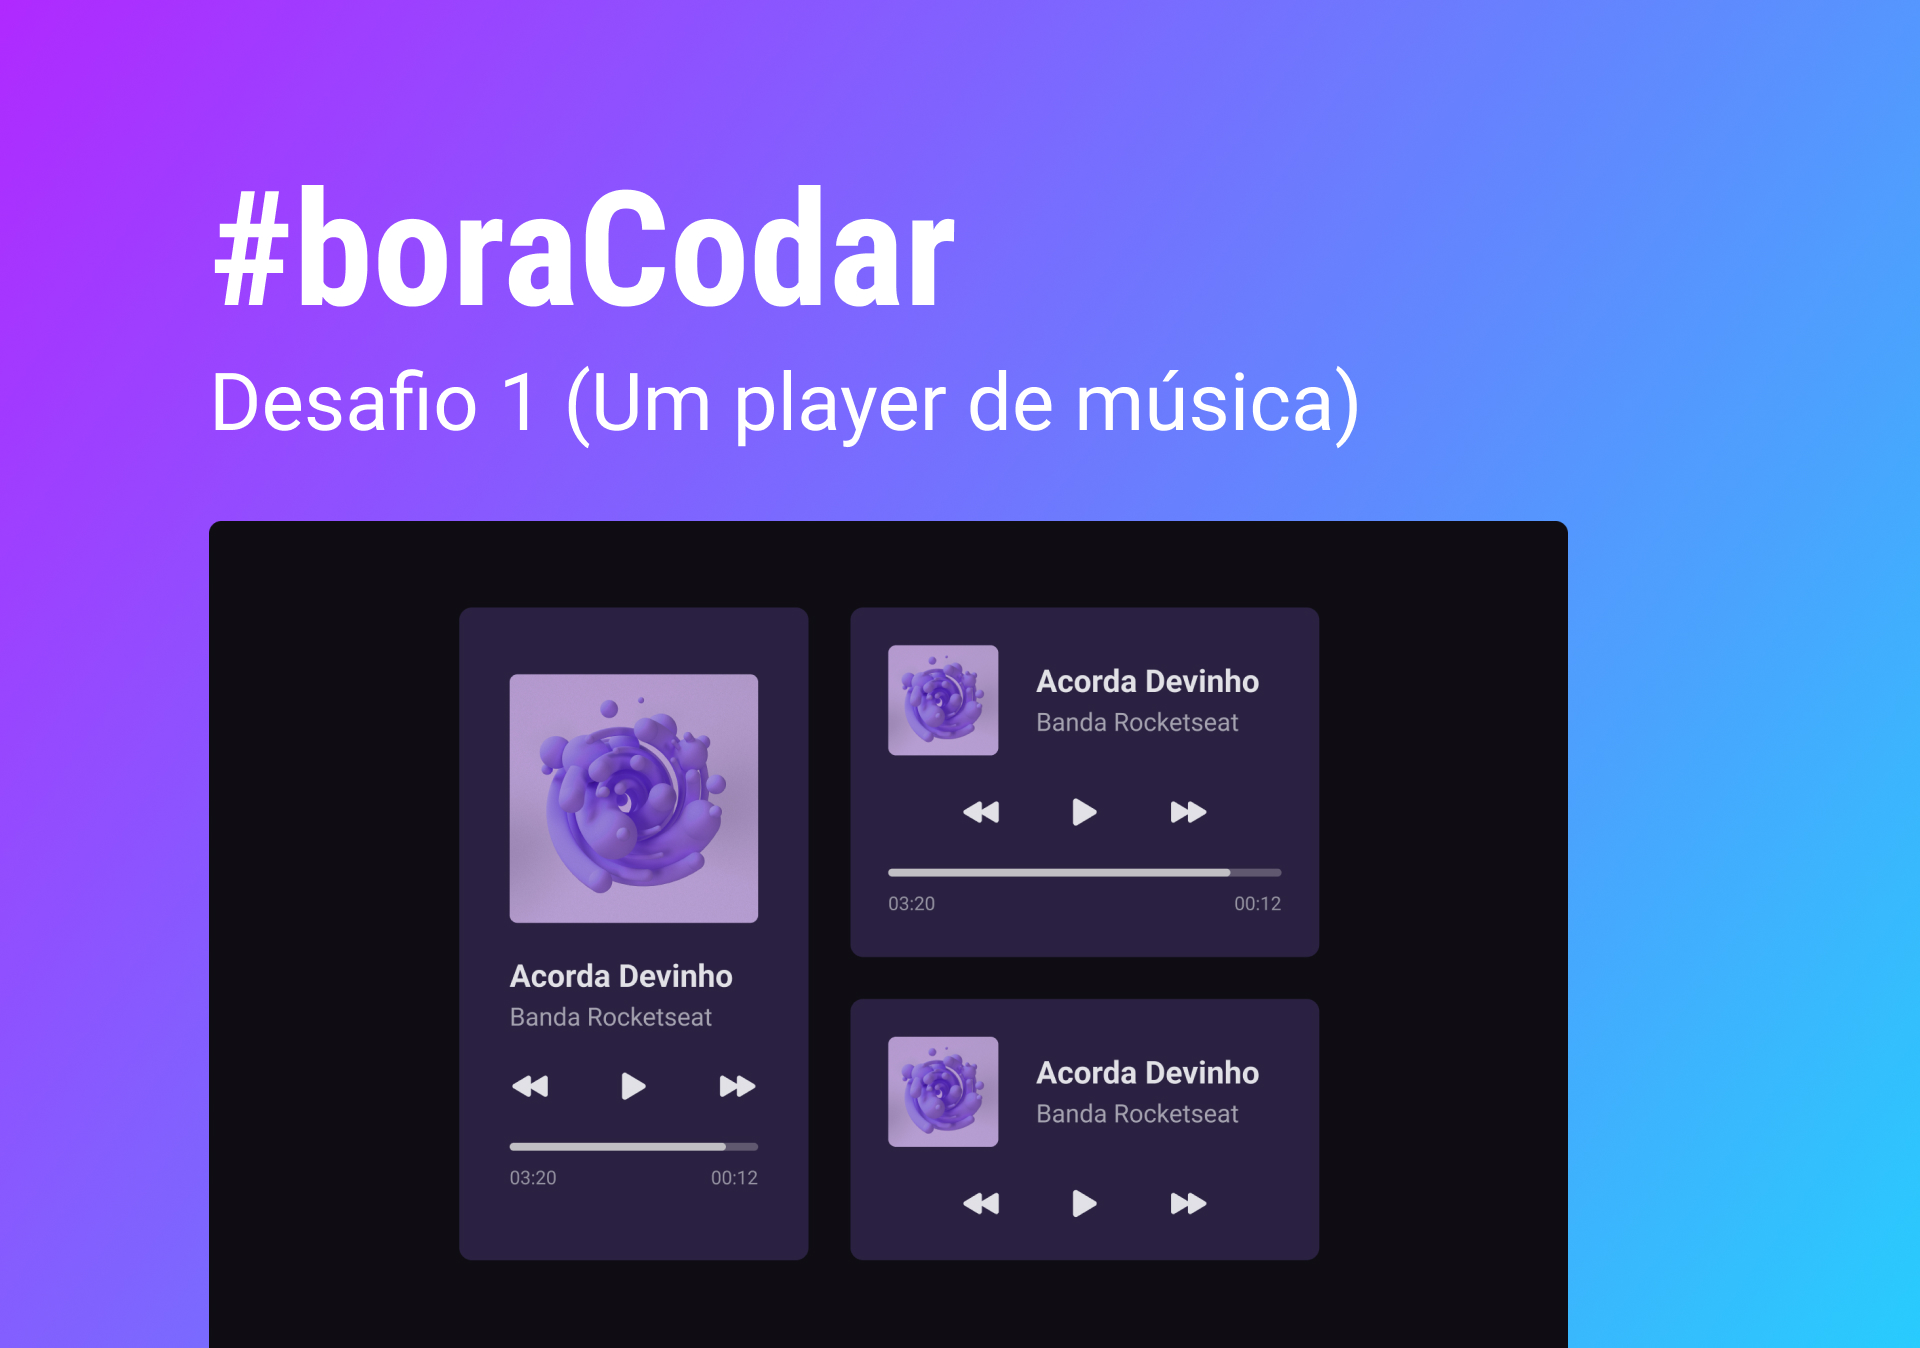 #boraCodar
Desafio 1 (Um player de música)
Acorda Devinho
Banda Rocketseat
03:20 00:12
Acorda Devinho
Banda Rocketseat
03:20 00:12
Acorda Devinho
Banda Rocketseat